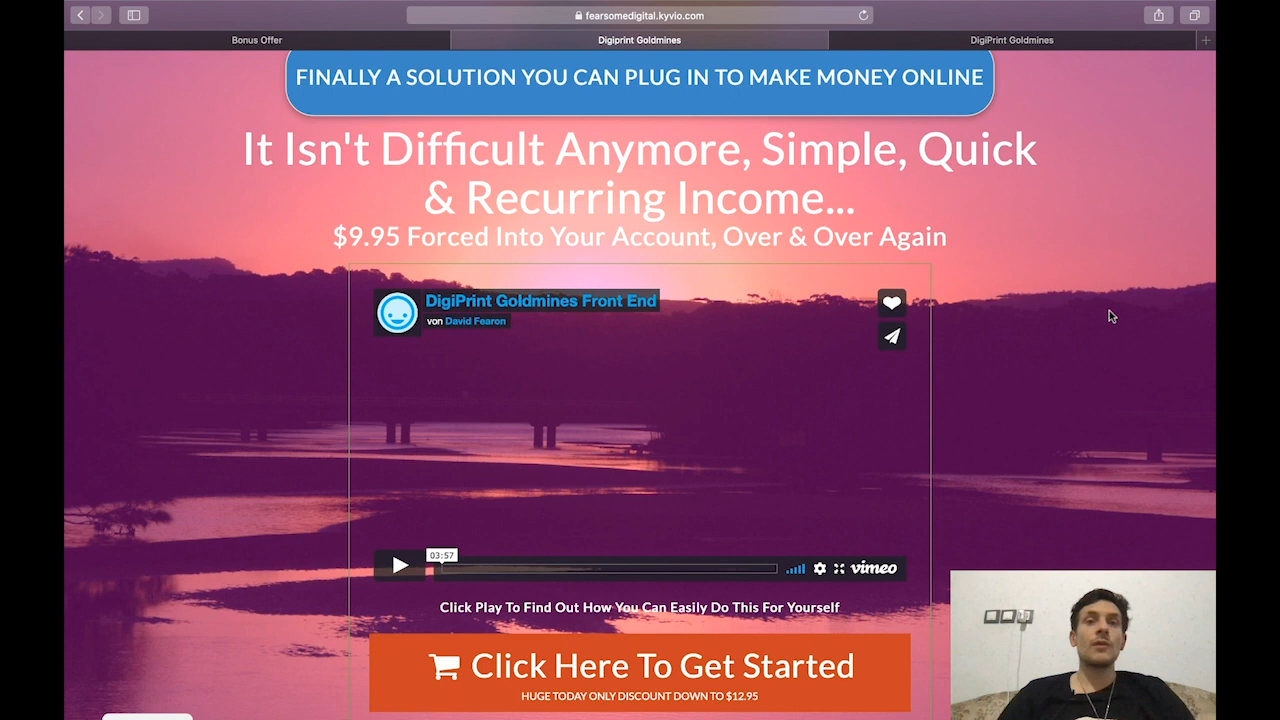 fearsomedigital.kyvio.com
Bonus Offer
Digiprint Goldmines
DigiPrint Goldmines
FINALLY A SOLUTION YOU CAN PLUG IN TO MAKE MONEY ONLINE
It Isn't Difficult Anymore, Simple, Quick
& Recurring Income...
$9.95 Forced Into Your Account, Over & Over Again
DigiPrint Goldmines Front End
von David Fearon
03:57
vimeo
Click Play To Find Out How You Can Easily Do This For Yourself
Click Here To Get Started
HUGE TODAY ONLY DISCOUNT DOWN TO $12.95